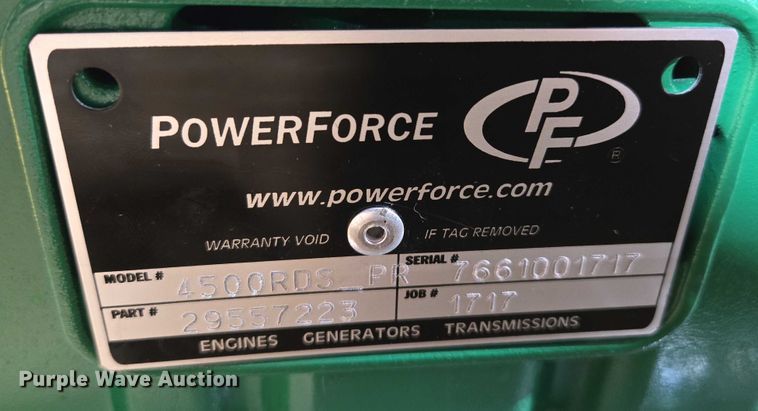 POWERFORCE
PF
®
www.powerforce.com
WARRANTY VOID IF TAG REMOVED
MODEL # 4500RDS_PR SERIAL # 7661001717
PART # 29557223 JOB # 1717
ENGINES GENERATORS TRANSMISSIONS
Purple Wave Auction